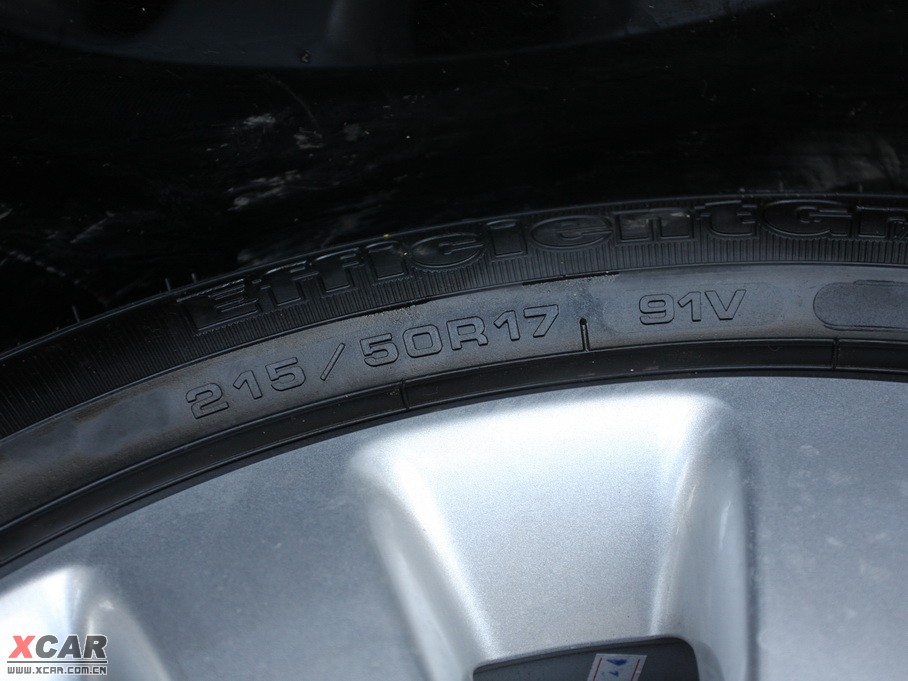 EfficientGr
215/50R17 91V
XCAR
WWW.XCAR.COM.CN